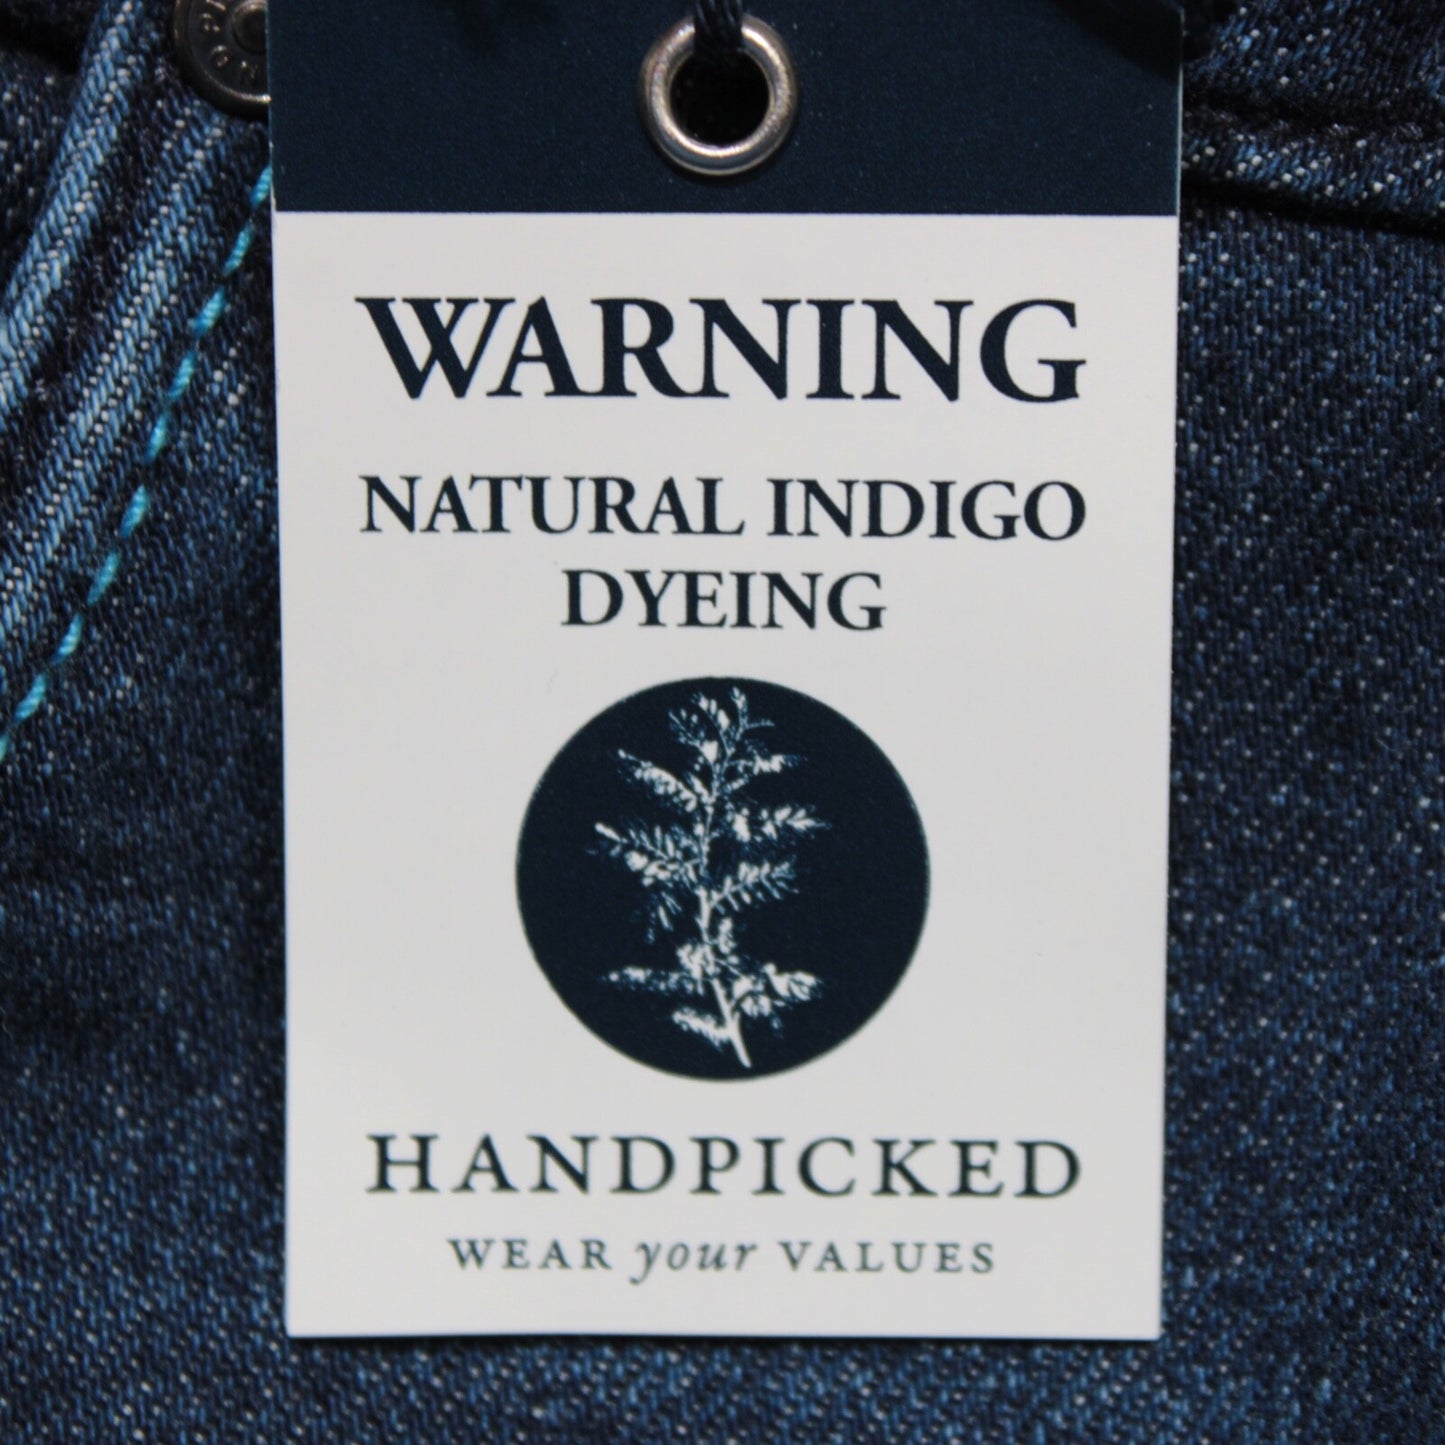 WARNING
NATURAL INDIGO
DYEING
HANDPICKED
WEAR your VALUES